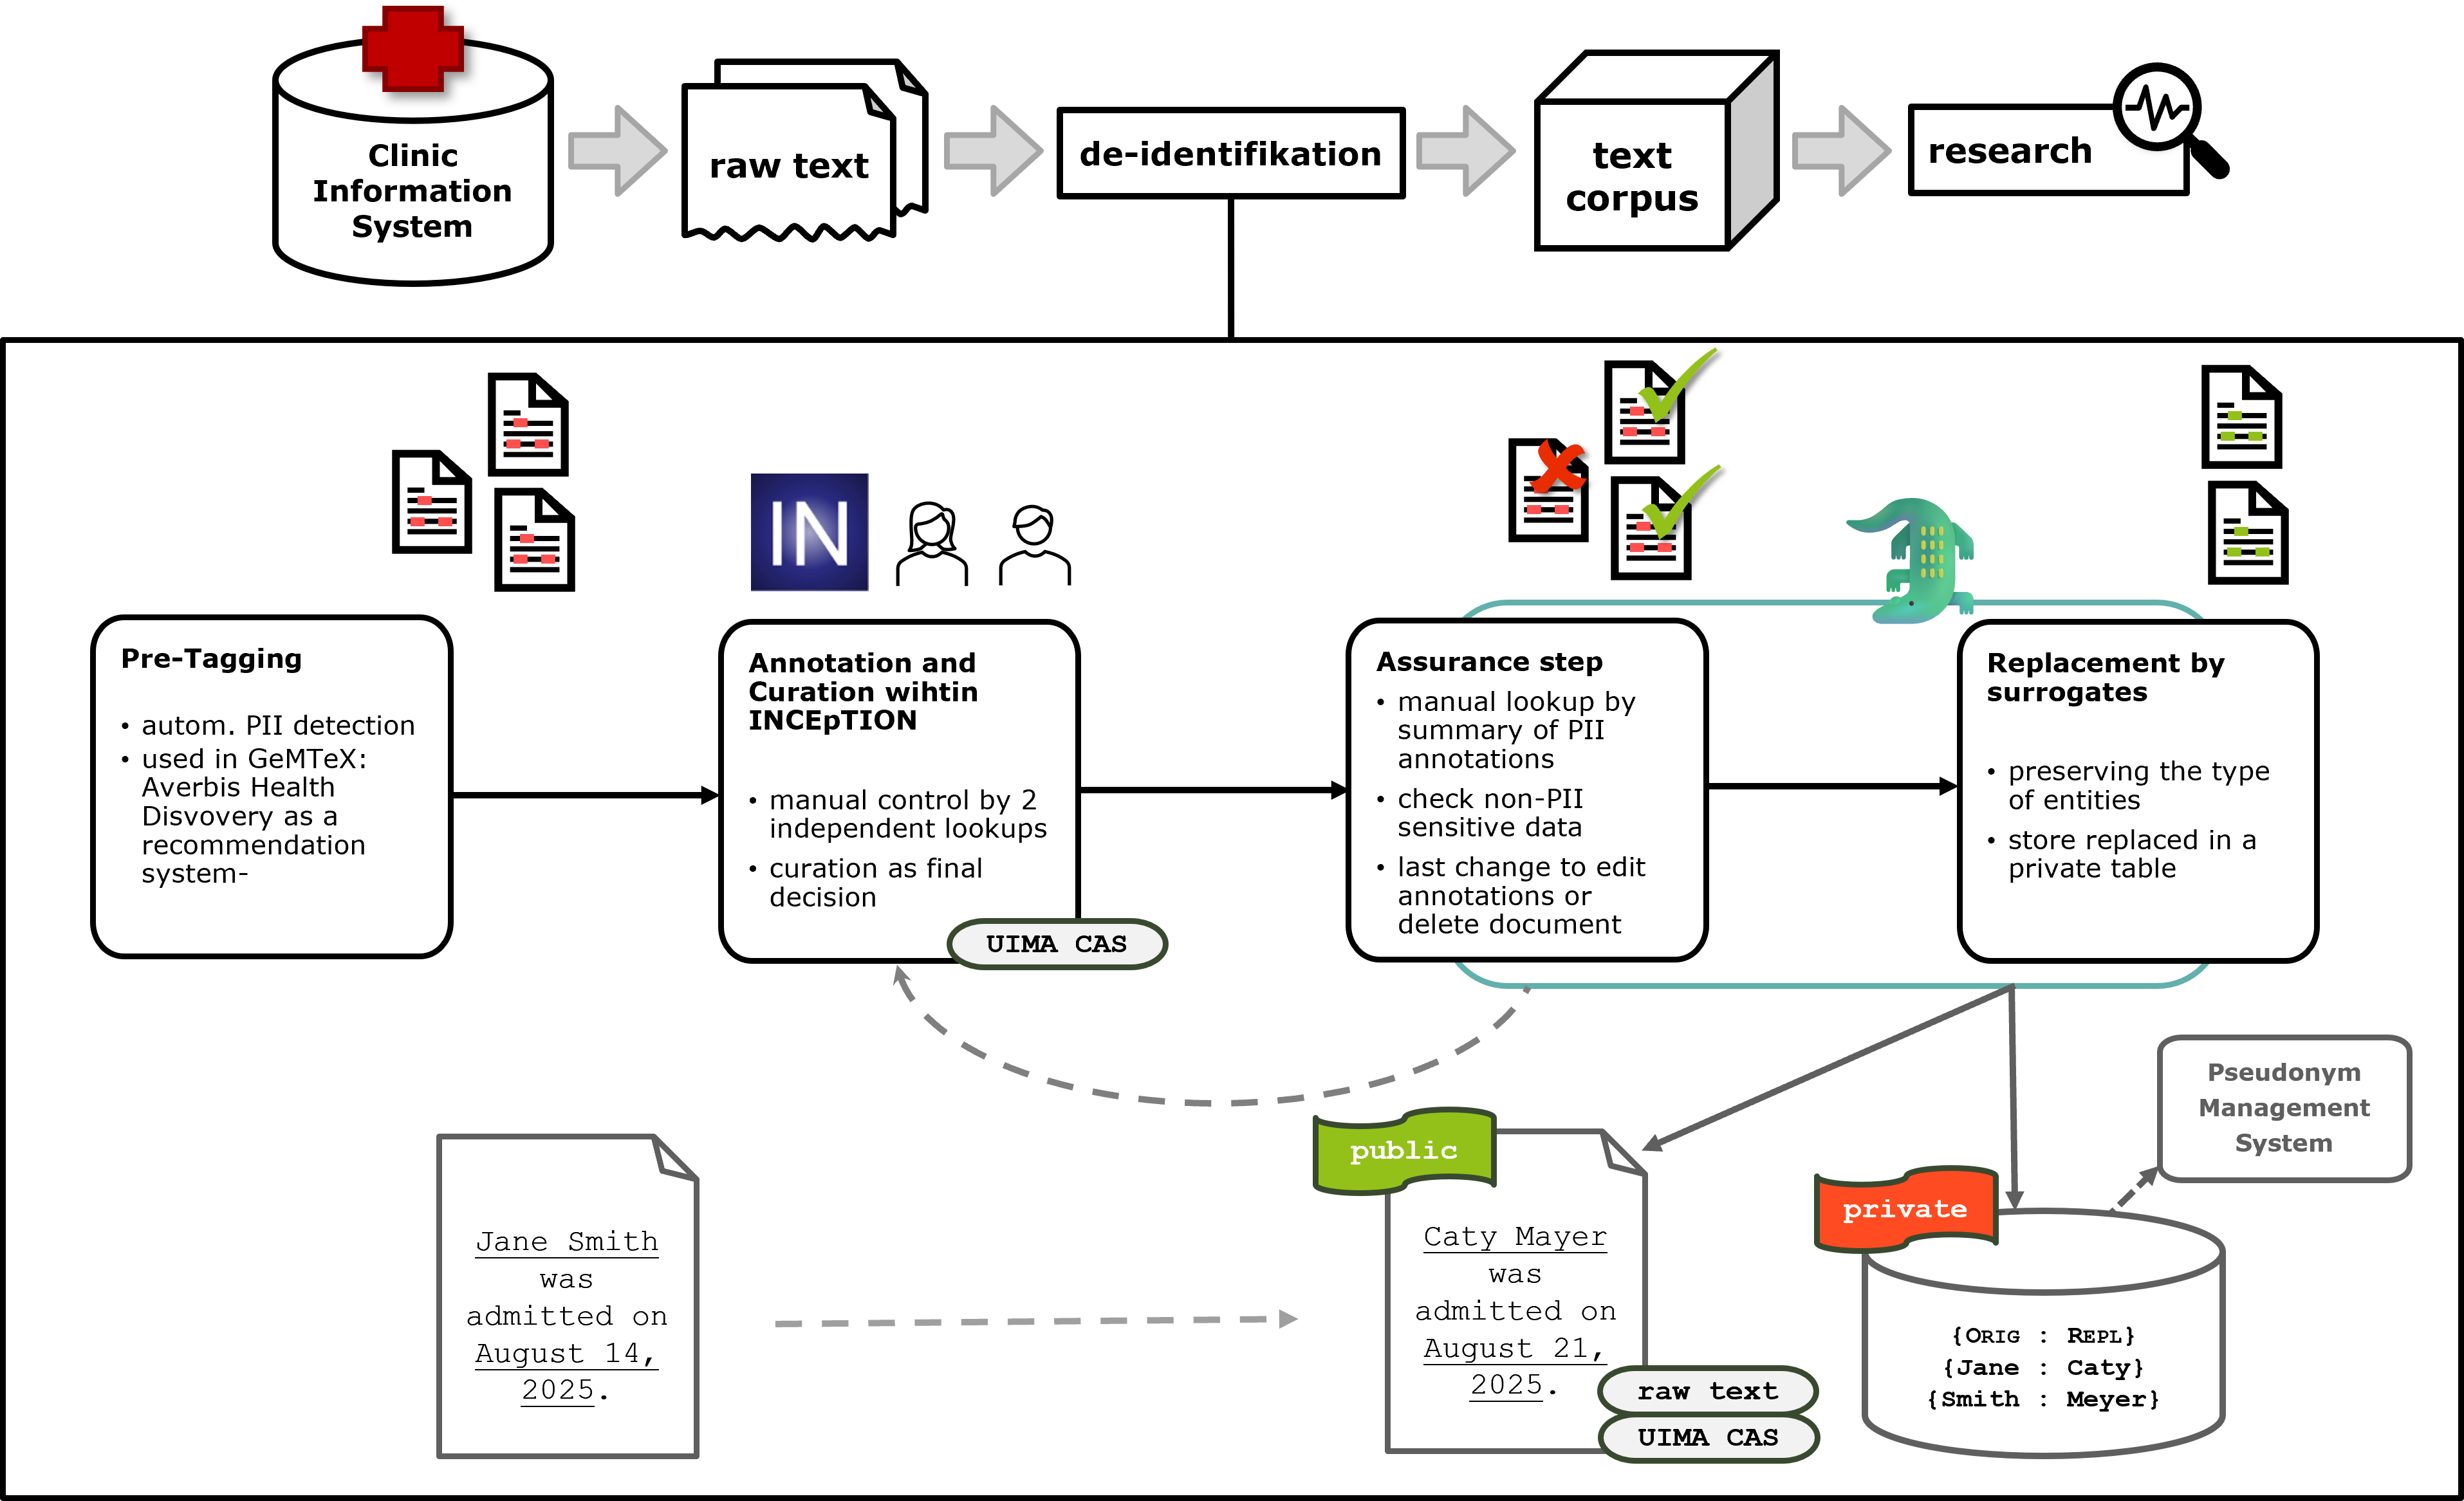 Clinic
Information
System
raw text
de-identifikation
text
corpus
research
IN
Pre-Tagging
• autom. PII detection
• used in GeMTeX:
Averbis Health
Disvovery as a
recommendation
system-
Annotation and
Curation wihtin
INCEpTION
• manual control by 2
independent lookups
• curation as final
decision
UIMA CAS
Assurance step
• manual lookup by
summary of PII
annotations
• check non-PII
sensitive data
• last change to edit
annotations or
delete document
Replacement by
surrogates
• preserving the type
of entities
• store replaced in a
private table
Jane Smith
was
admitted on
August 14,
2025.
public
Caty Mayer
was
admitted on
August 21,
2025.
raw text
UIMA CAS
private
{ORIG : REPL}
{Jane : Caty}
{Smith : Meyer}
Pseudonym
Management
System